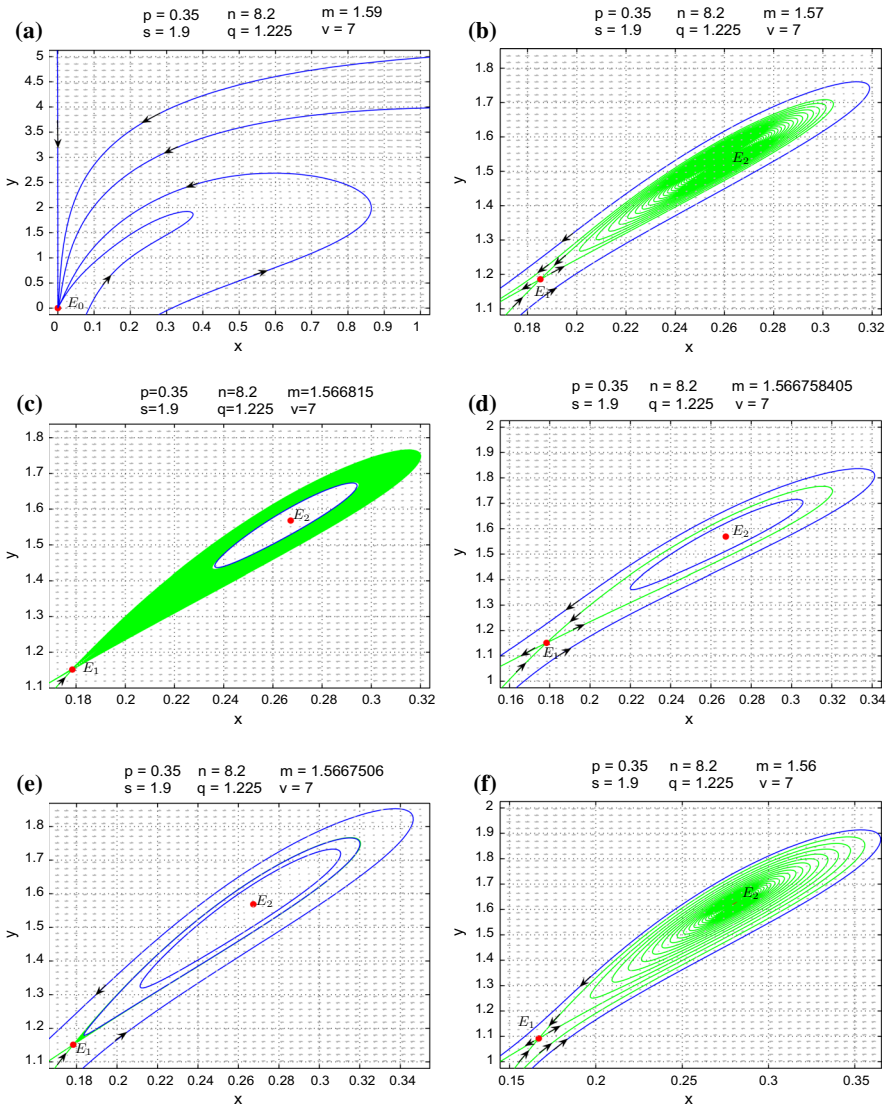 (a)
p = 0.35 n = 8.2 m = 1.59
s = 1.9 q = 1.225 v = 7
5
4.5
4
3.5
3
2.5
2
1.5
1
0.5
0
y
E0
0 0.1 0.2 0.3 0.4 0.5 0.6 0.7 0.8 0.9 1
x
(b)
p = 0.35 n = 8.2 m = 1.57
s = 1.9 q = 1.225 v = 7
1.8
1.7
1.6
1.5
1.4
1.3
1.2
1.1
y
E2
E1
0.18 0.2 0.22 0.24 0.26 0.28 0.3 0.32
x
(c)
p=0.35 n=8.2 m=1.566815
s=1.9 q=1.225 v=7
1.8
1.7
1.6
1.5
1.4
1.3
1.2
1.1
y
E2
E1
0.18 0.2 0.22 0.24 0.26 0.28 0.3 0.32
x
(d)
p = 0.35 n = 8.2 m = 1.566758405
s = 1.9 q = 1.225 v = 7
2
1.9
1.8
1.7
1.6
1.5
1.4
1.3
1.2
1.1
1
y
E2
E1
0.16 0.18 0.2 0.22 0.24 0.26 0.28 0.3 0.32 0.34
x
(e)
p = 0.35 n = 8.2 m = 1.5667506
s = 1.9 q = 1.225 v = 7
1.8
1.7
1.6
1.5
1.4
1.3
1.2
1.1
y
E2
E1
0.18 0.2 0.22 0.24 0.26 0.28 0.3 0.32 0.34
x
(f)
p = 0.35 n = 8.2 m = 1.56
s = 1.9 q = 1.225 v = 7
2
1.9
1.8
1.7
1.6
1.5
1.4
1.3
1.2
1.1
1
y
E2
E1
0.15 0.2 0.25 0.3 0.35
x